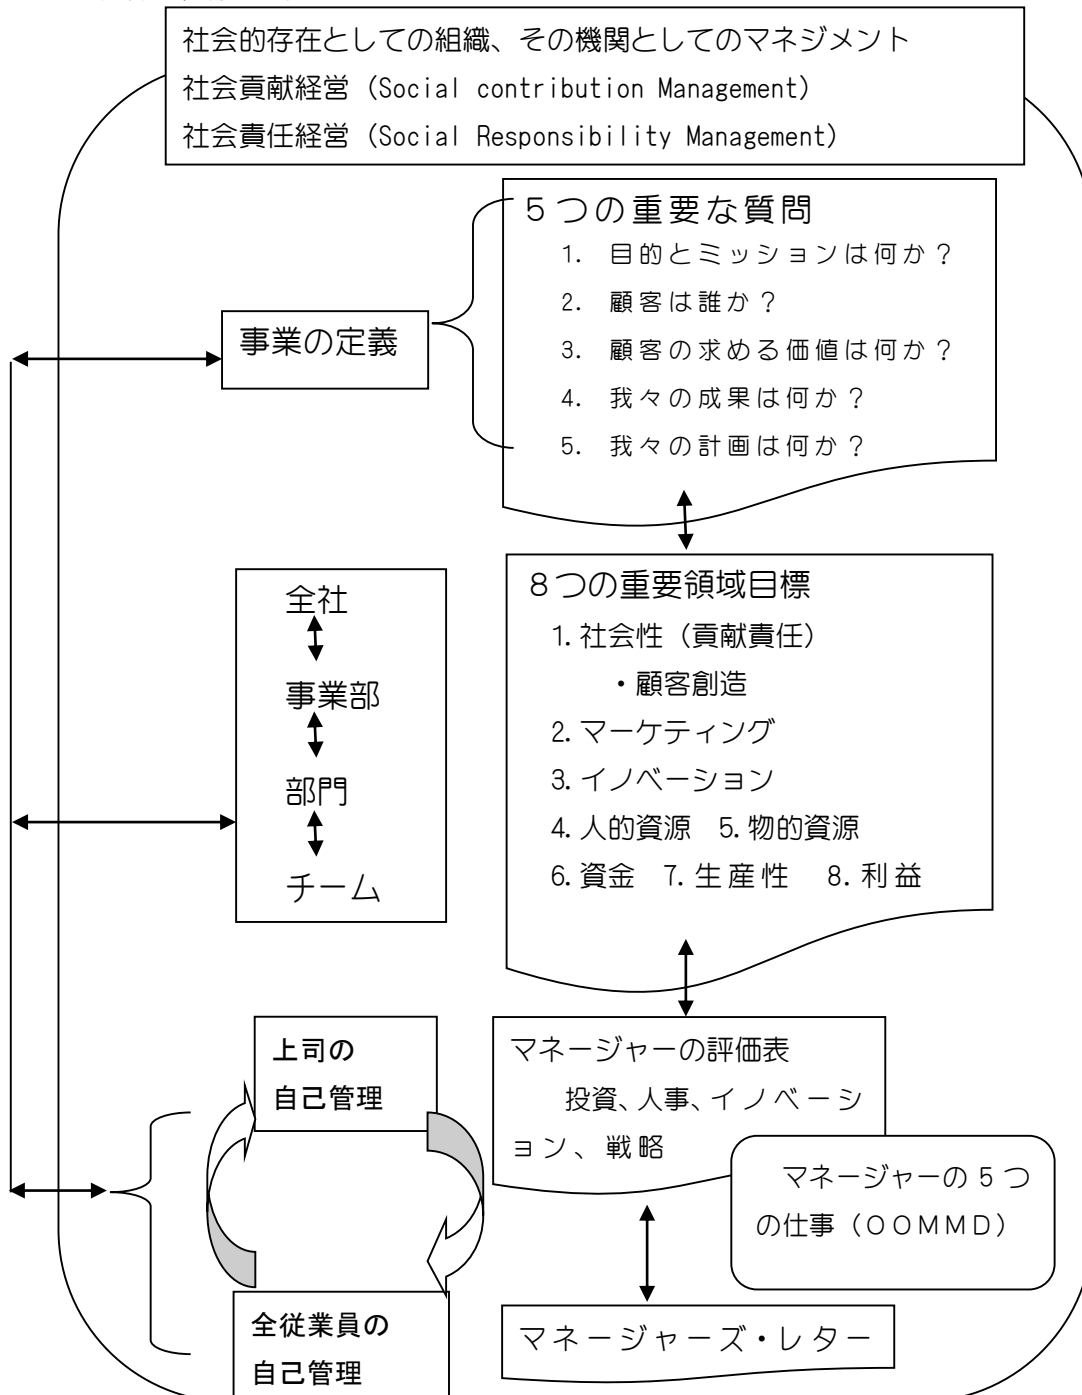 社会的存在としての組織、その機関としてのマネジメント
社会貢献経営（Social contribution Management）
社会責任経営（Social Responsibility Management）
５つの重要な質問
1. 目的とミッションは何か？
2. 顧客は誰か？
3. 顧客の求める価値は何か？
4. 我々の成果は何か？
5. 我々の計画は何か？
事業の定義
全社
事業部
部門
チーム
８つの重要領域目標
1.社会性（貢献責任）
・顧客創造
2.マーケティング
3.イノベーション
4.人的資源 5.物的資源
6.資金 7.生産性 8.利益
上司の
自己管理
全従業員の
自己管理
マネージャーの評価表
投資、人事、イノベーシ
ョン、戦略
マネージャーの５つ
の仕事（ＯＯＭＭＤ）
マネージャーズ・レター